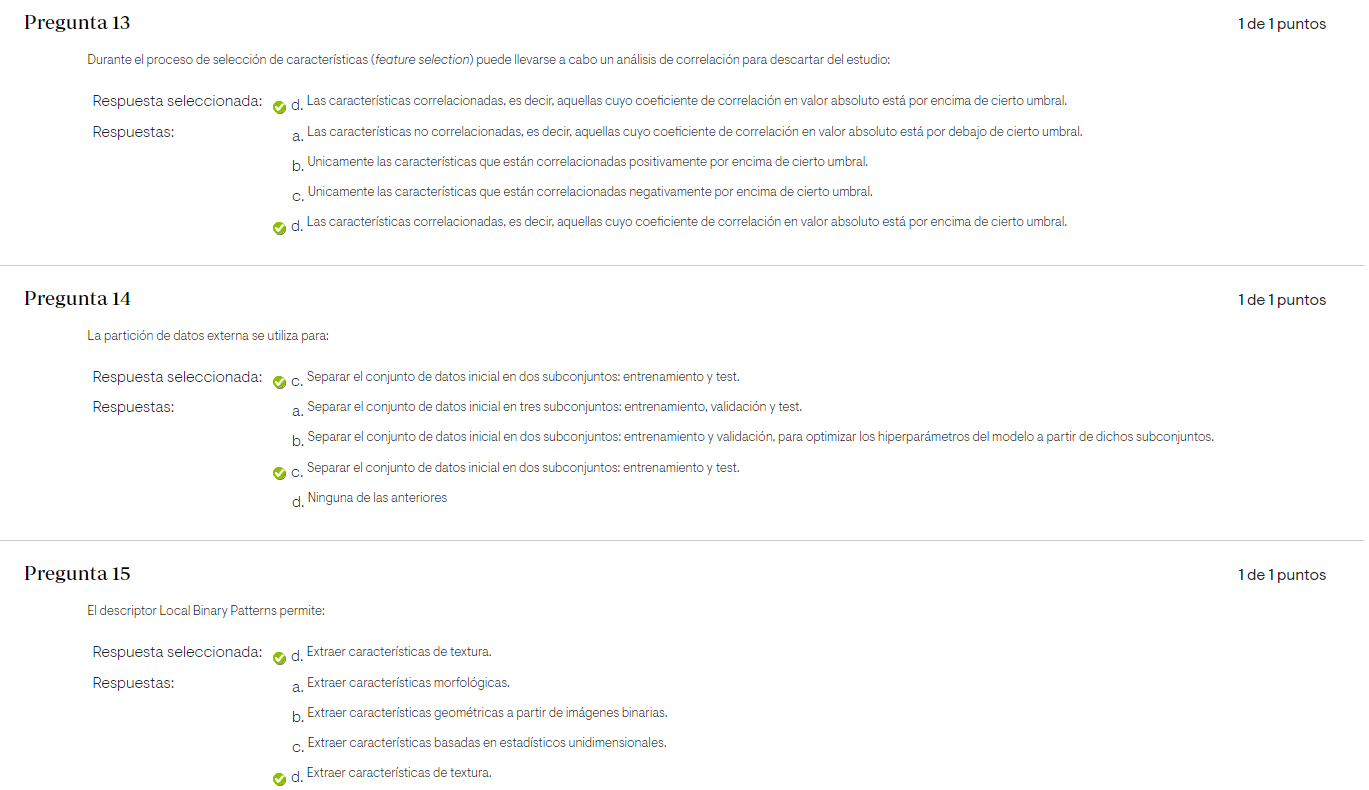 Pregunta 13
1 de 1 puntos
Durante el proceso de selección de características (feature selection) puede llevarse a cabo un análisis de correlación para descartar del estudio:
Respuesta seleccionada: d. Las características correlacionadas, es decir, aquellas cuyo coeficiente de correlación en valor absoluto está por encima de cierto umbral.
Respuestas: a. Las características no correlacionadas, es decir, aquellas cuyo coeficiente de correlación en valor absoluto está por debajo de cierto umbral.
b. Unicamente las características que están correlacionadas positivamente por encima de cierto umbral.
c. Unicamente las características que están correlacionadas negativamente por encima de cierto umbral.
d. Las características correlacionadas, es decir, aquellas cuyo coeficiente de correlación en valor absoluto está por encima de cierto umbral.
Pregunta 14
1 de 1 puntos
La partición de datos externa se utiliza para:
Respuesta seleccionada: c. Separar el conjunto de datos inicial en dos subconjuntos: entrenamiento y test.
Respuestas: a. Separar el conjunto de datos inicial en tres subconjuntos: entrenamiento, validación y test.
b. Separar el conjunto de datos inicial en dos subconjuntos: entrenamiento y validación, para optimizar los hiperparámetros del modelo a partir de dichos subconjuntos.
c. Separar el conjunto de datos inicial en dos subconjuntos: entrenamiento y test.
d. Ninguna de las anteriores
Pregunta 15
1 de 1 puntos
El descriptor Local Binary Patterns permite:
Respuesta seleccionada: d. Extraer características de textura.
Respuestas: a. Extraer características morfológicas.
b. Extraer características geométricas a partir de imágenes binarias.
c. Extraer características basadas en estadísticos unidimensionales.
d. Extraer características de textura.